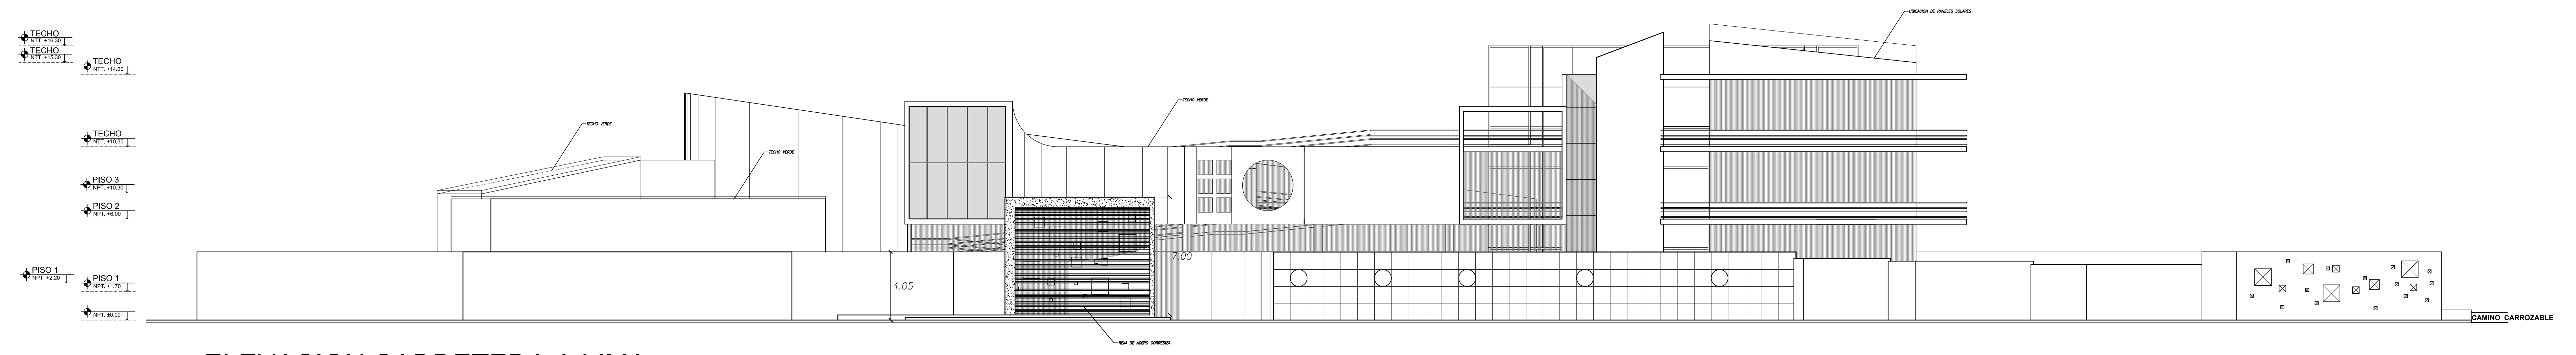 UBICACION DE PANELES SOLARES
TECHO
NTT. +16.30
TECHO
NTT. +15.30
TECHO
NTT. +14.60
TECHO VERDE
TECHO VERDE
TECHO
NTT. +10.30
TECHO VERDE
PISO 3
NPT. +10.30
PISO 2
NPT. +6.00
7.00
PISO 1
NPT. +2.20
PISO 1
NPT. +1.70
4.05
NPT. ±0.00
CAMINO CARROZABLE
REJA DE ACERO CORREDIZA
ELEVACION CARRETERA A